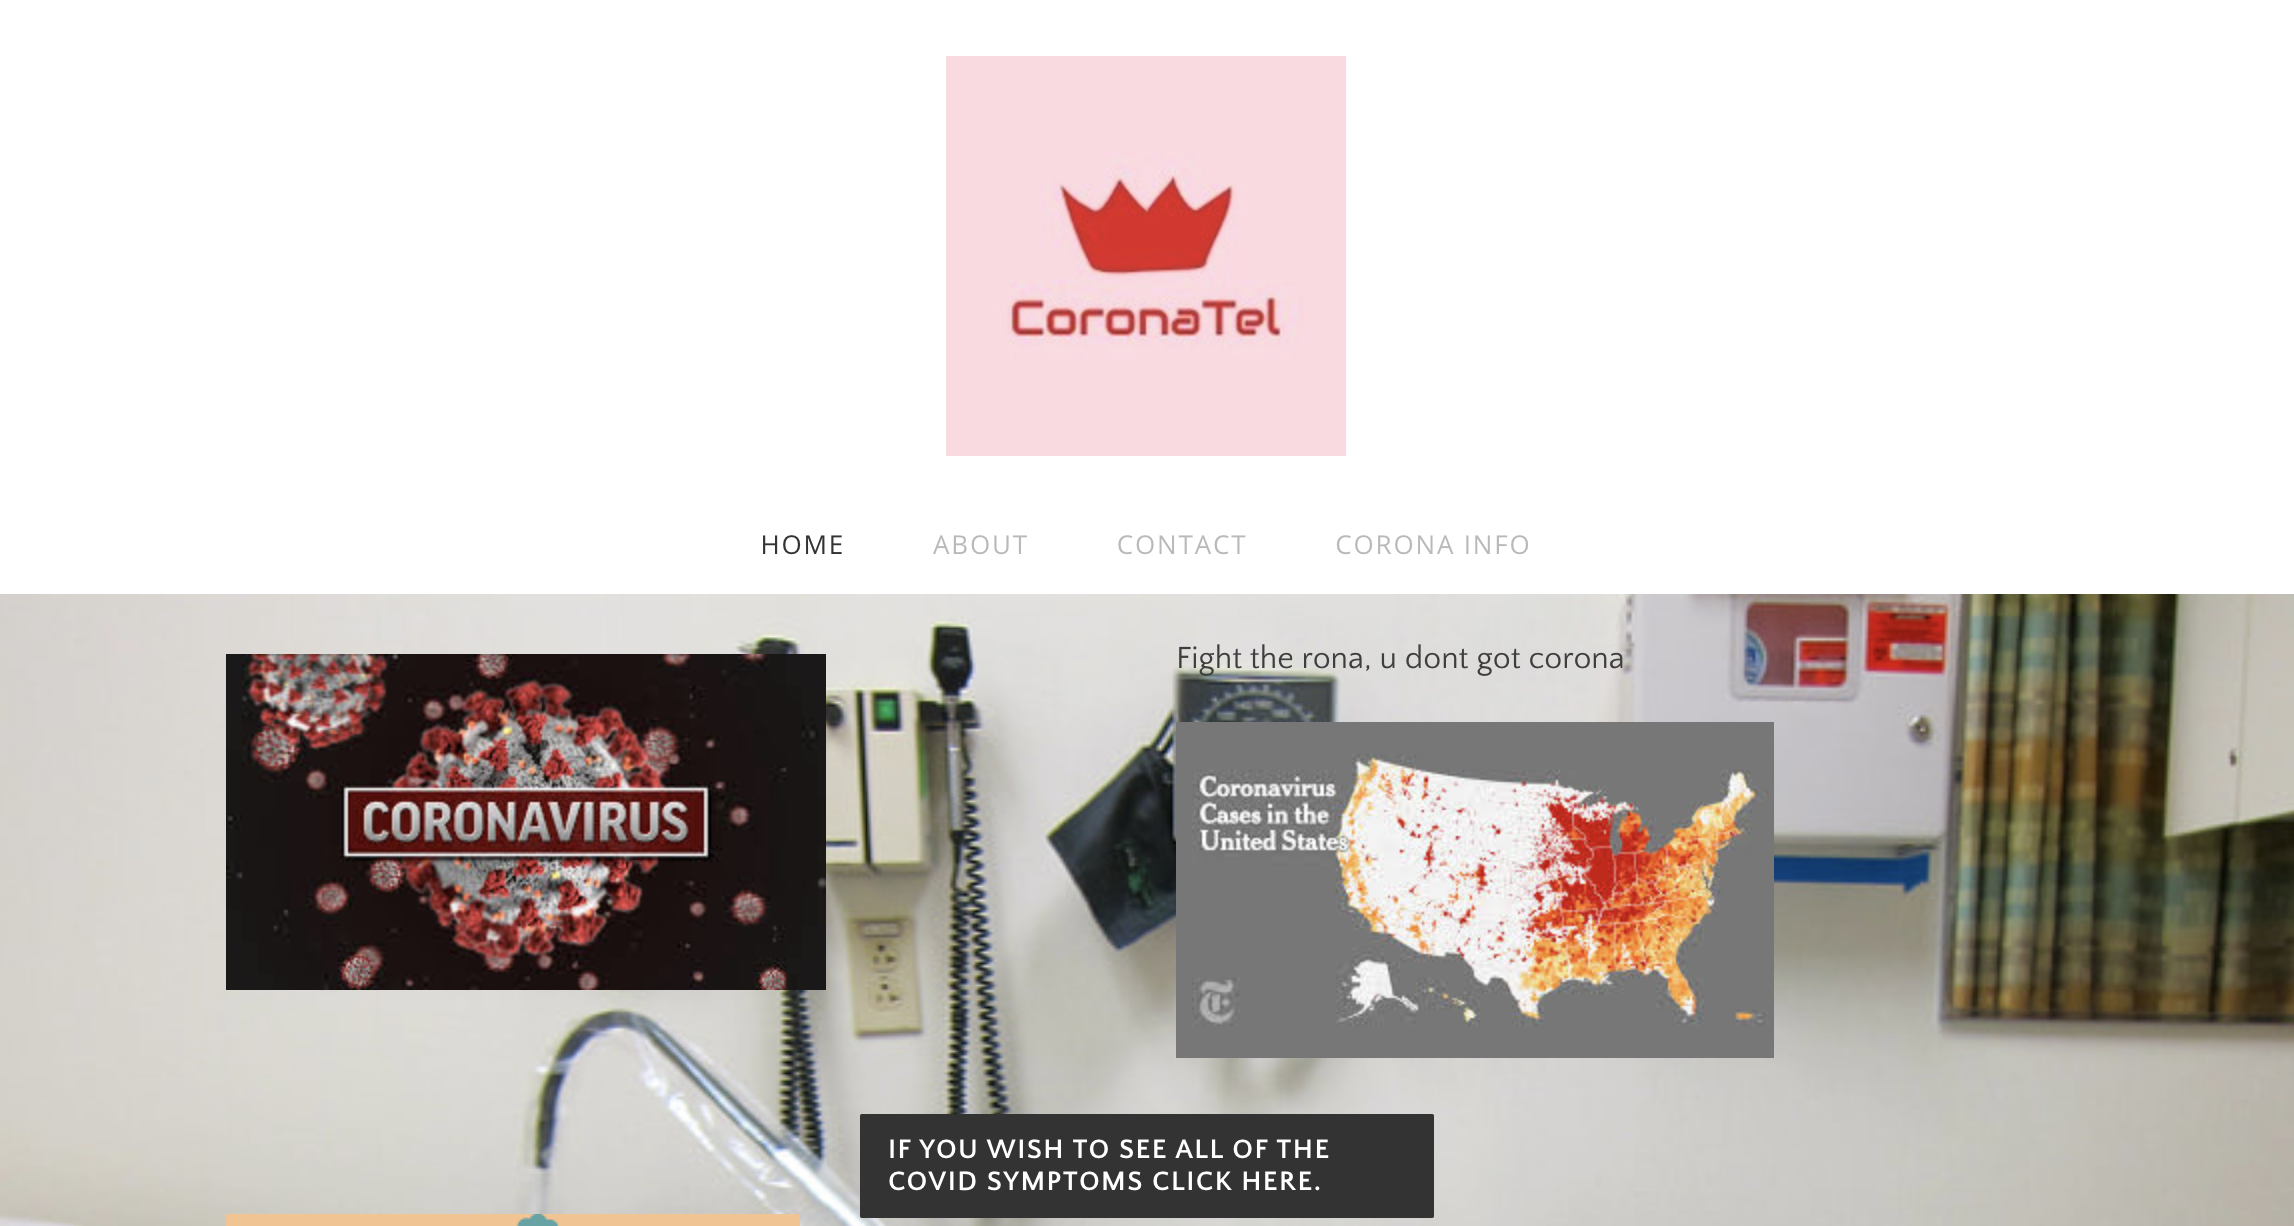 CoronaTel
HOME
ABOUT
CONTACT
CORONA INFO
Fight the rona, u dont got corona
CORONAVIRUS
Coronavirus
Cases in the
United States
T
IF YOU WISH TO SEE ALL OF THE
COVID SYMPTOMS CLICK HERE.